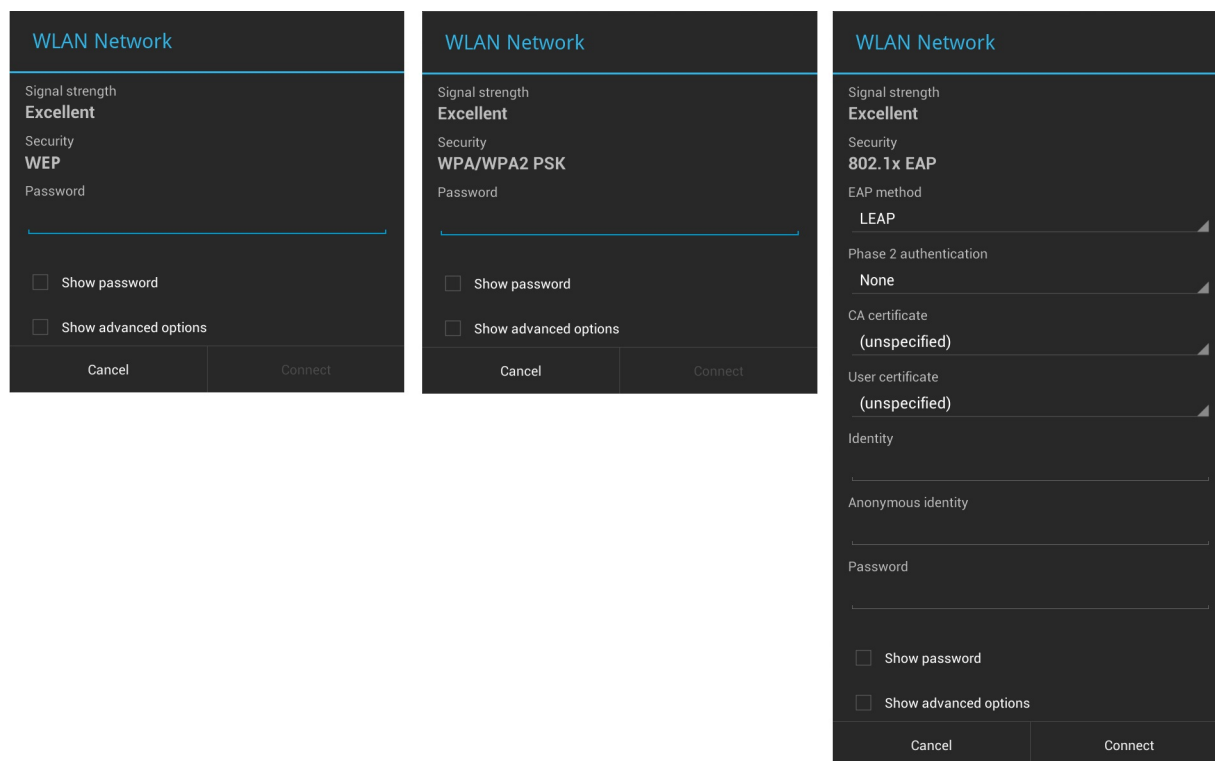 WLAN Network
Signal strength
Excellent
Security
WEP
Password
Show password
Show advanced options
Cancel
Connect
WLAN Network
Signal strength
Excellent
Security
WPA/WPA2 PSK
Password
Show password
Show advanced options
Cancel
Connect
WLAN Network
Signal strength
Excellent
Security
802.1x EAP
EAP method
LEAP
Phase 2 authentication
None
CA certificate
(unspecified)
User certificate
(unspecified)
Identity
Anonymous identity
Password
Show password
Show advanced options
Cancel
Connect